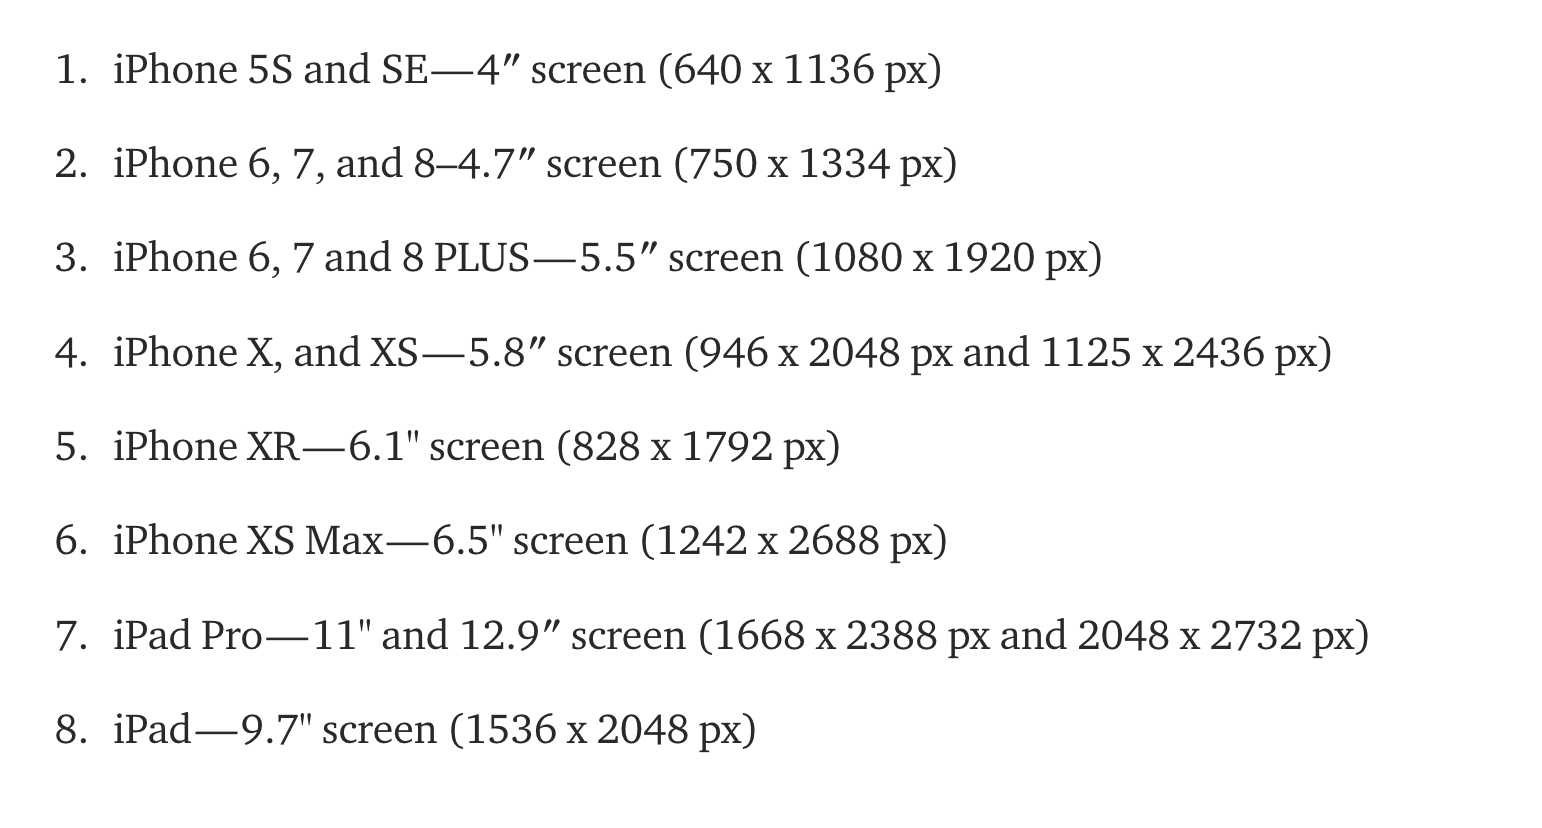 1. iPhone 5S and SE—4″ screen (640 x 1136 px)
2. iPhone 6, 7, and 8–4.7″ screen (750 x 1334 px)
3. iPhone 6, 7 and 8 PLUS—5.5″ screen (1080 x 1920 px)
4. iPhone X, and XS—5.8″ screen (946 x 2048 px and 1125 x 2436 px)
5. iPhone XR—6.1" screen (828 x 1792 px)
6. iPhone XS Max—6.5" screen (1242 x 2688 px)
7. iPad Pro—11" and 12.9″ screen (1668 x 2388 px and 2048 x 2732 px)
8. iPad—9.7" screen (1536 x 2048 px)